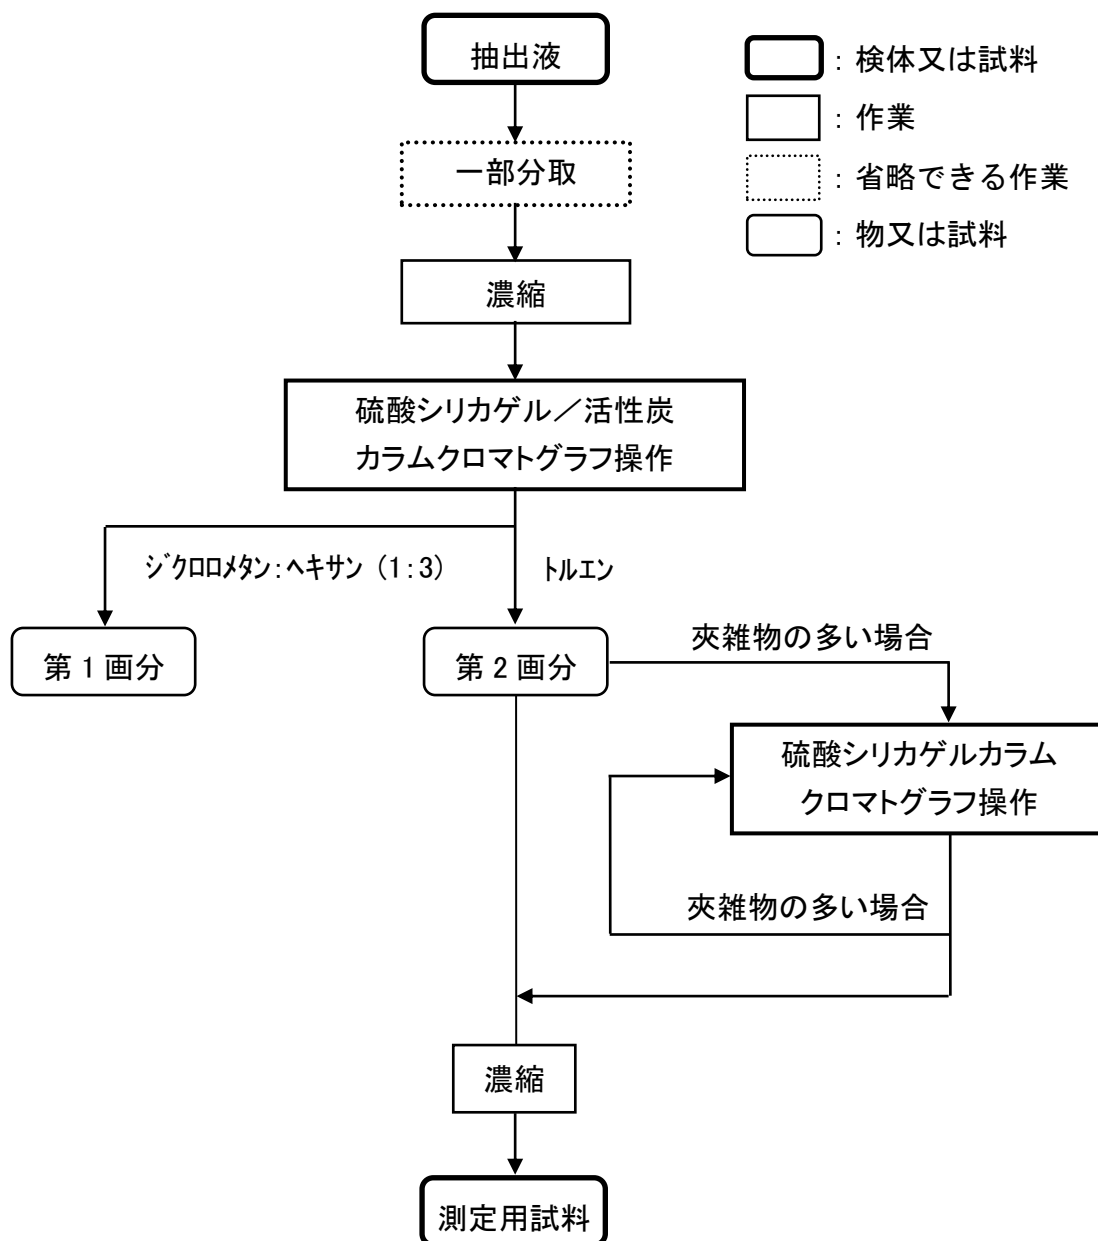 抽出液
: 検体又は試料
: 作業
一部分取
: 省略できる作業
: 物又は試料
濃縮
硫酸シリカゲル／活性炭
カラムクロマトグラフ操作
ｼﾞｸﾛﾛﾒﾀﾝ:ヘキサン (1:3)
トルエン
夾雑物の多い場合
第 1 画分
第 2 画分
硫酸シリカゲルカラム
クロマトグラフ操作
夾雑物の多い場合
濃縮
測定用試料